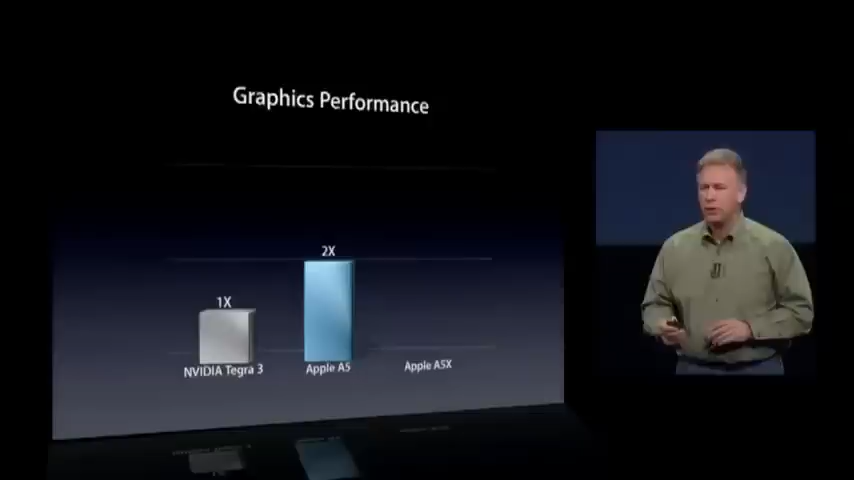 Graphics Performance
2X
1X
NVIDIA Tegra 3
Apple A5
Apple A5X